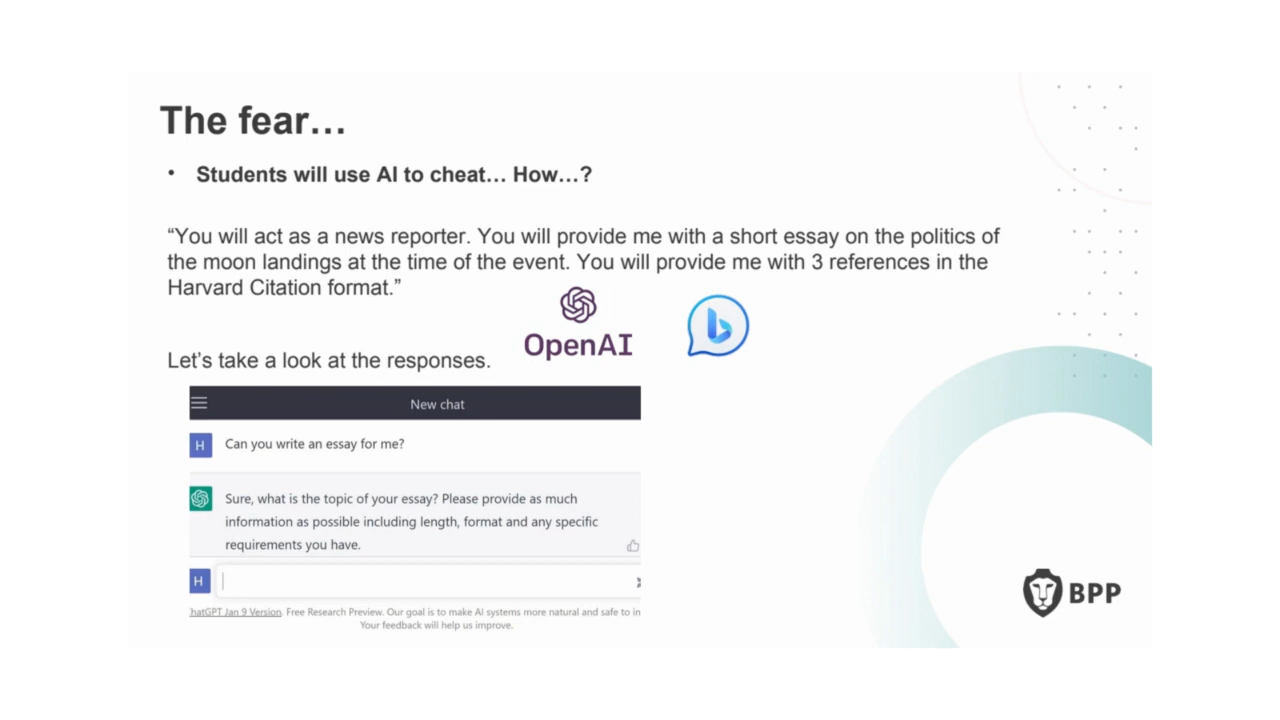 The fear…
• Students will use AI to cheat… How…?
“You will act as a news reporter. You will provide me with a short essay on the politics of
the moon landings at the time of the event. You will provide me with 3 references in the
Harvard Citation format.”
OpenAI
Let’s take a look at the responses.
New chat
H
Can you write an essay for me?
Sure, what is the topic of your essay? Please provide as much
information as possible including length, format and any specific
requirements you have.
H
hatGPT Jan 9 Version. Free Research Preview. Our goal is to make AI systems more natural and safe to in
Your feedback will help us improve.
BPP